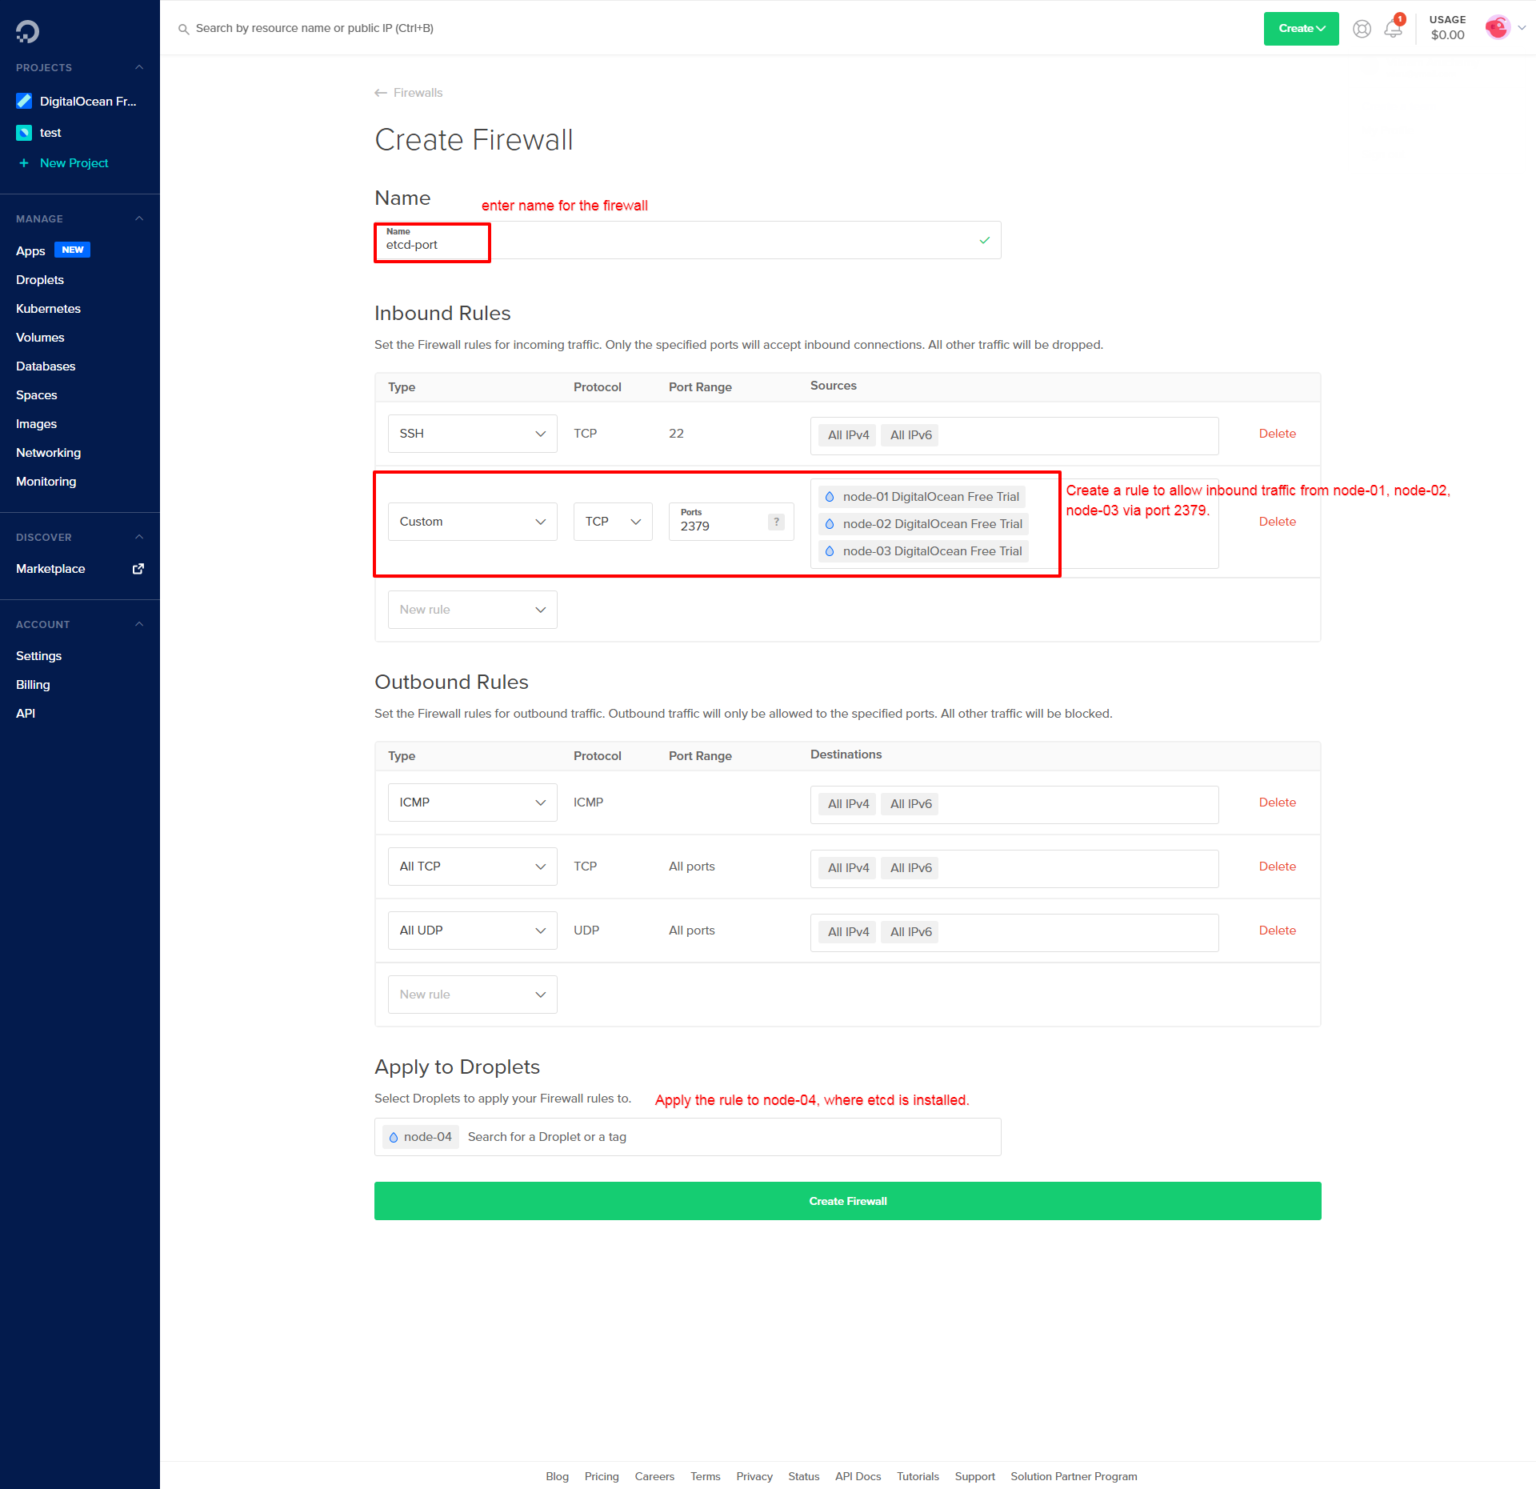 Search by resource name or public IP (Ctrl+B)
Create
1
USAGE
$0.00
PROJECTS
DigitalOcean Fr...
test
+ New Project
MANAGE
Apps NEW
Droplets
Kubernetes
Volumes
Databases
Spaces
Images
Networking
Monitoring
DISCOVER
Marketplace
ACCOUNT
Settings
Billing
API
← Firewalls
Create Firewall
Name
enter name for the firewall
Name
etcd-port
Inbound Rules
Set the Firewall rules for incoming traffic. Only the specified ports will accept inbound connections. All other traffic will be dropped.
Type Protocol Port Range Sources
SSH TCP 22 All IPv4 All IPv6 Delete
Custom TCP Ports 2379 ? node-01 DigitalOcean Free Trial
node-02 DigitalOcean Free Trial
node-03 DigitalOcean Free Trial
Delete
Create a rule to allow inbound traffic from node-01, node-02,
node-03 via port 2379.
New rule
Outbound Rules
Set the Firewall rules for outbound traffic. Outbound traffic will only be allowed to the specified ports. All other traffic will be blocked.
Type Protocol Port Range Destinations
ICMP ICMP All IPv4 All IPv6 Delete
All TCP TCP All ports All IPv4 All IPv6 Delete
All UDP UDP All ports All IPv4 All IPv6 Delete
New rule
Apply to Droplets
Select Droplets to apply your Firewall rules to.
Apply the rule to node-04, where etcd is installed.
node-04 Search for a Droplet or a tag
Create Firewall
Blog Pricing Careers Terms Privacy Status API Docs Tutorials Support Solution Partner Program